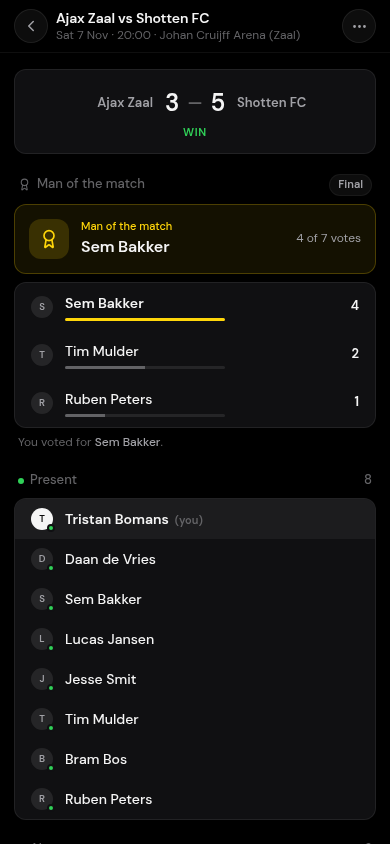 Ajax Zaal vs Shotten FC
Sat 7 Nov · 20:00 · Johan Cruijff Arena (Zaal)
Ajax Zaal 3 — 5 Shotten FC
WIN
Man of the match Final
Man of the match
Sem Bakker 4 of 7 votes
S Sem Bakker 4
T Tim Mulder 2
R Ruben Peters 1
You voted for Sem Bakker.
Present 8
T Tristan Bomans (you)
D Daan de Vries
S Sem Bakker
L Lucas Jansen
J Jesse Smit
T Tim Mulder
B Bram Bos
R Ruben Peters